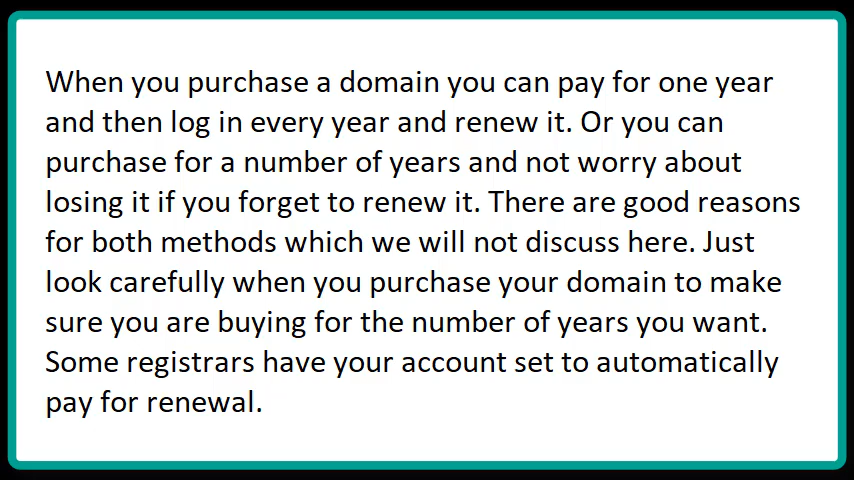 When you purchase a domain you can pay for one year
and then log in every year and renew it. Or you can
purchase for a number of years and not worry about
losing it if you forget to renew it. There are good reasons
for both methods which we will not discuss here. Just
look carefully when you purchase your domain to make
sure you are buying for the number of years you want.
Some registrars have your account set to automatically
pay for renewal.